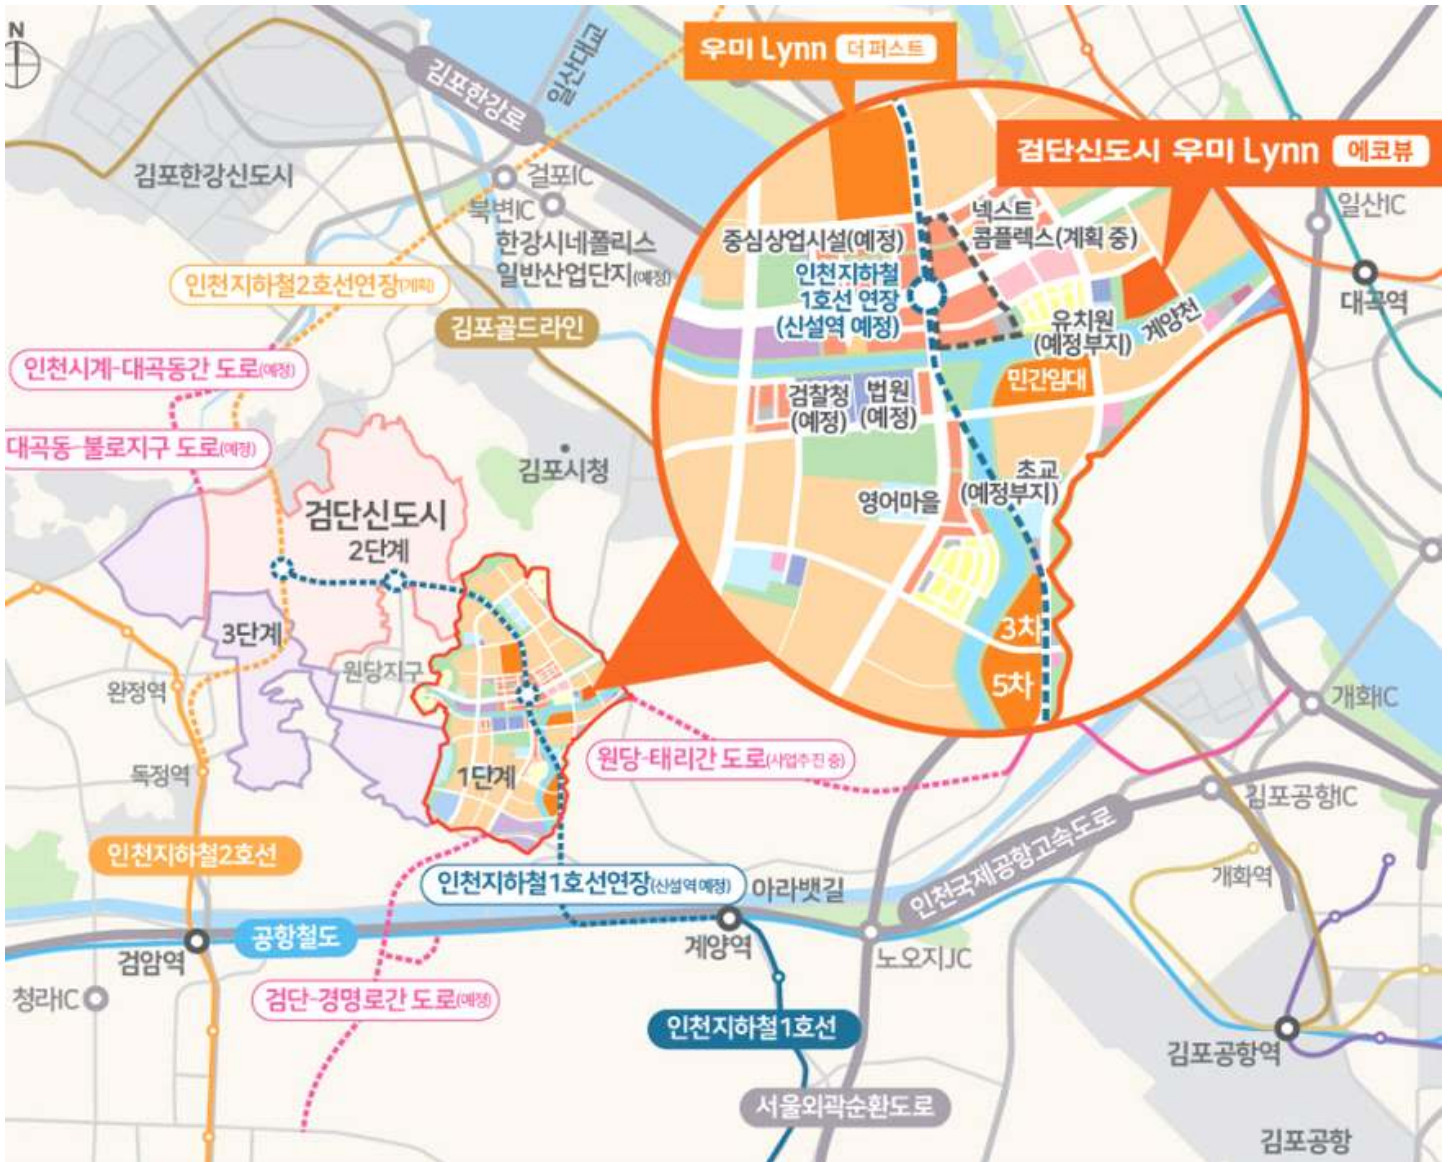 N
우미 Lynn 더퍼스트
검단신도시 우미 Lynn 에코뷰
김포한강로
일산대교
김포한강신도시
걸포IC
북변IC
한강시네폴리스
일반산업단지(예정)
인천지하철2호선연장(계획)
김포골드라인
인천시계-대곡동간 도로(예정)
대곡동-불로지구 도로(예정)
김포시청
검단신도시
2단계
3단계
원당지구
1단계
완정역
독정역
중심상업시설(예정)
넥스트
콤플렉스(계획 중)
인천지하철
1호선 연장
(신설역 예정)
유치원
(예정부지)
계양천
민간임대
검찰청
(예정)
법원
(예정)
영어마을
초교
(예정부지)
3차
5차
일산IC
대곡역
개화IC
원당-태리간 도로(사업추진 중)
김포공항IC
인천국제공항고속도로
개화역
인천지하철2호선
인천지하철1호선연장(신설역 예정)
아라뱃길
공항철도
검암역
계양역
노오지JC
청라IC
검단-경명로간 도로(예정)
인천지하철1호선
김포공항역
서울외곽순환도로
김포공항